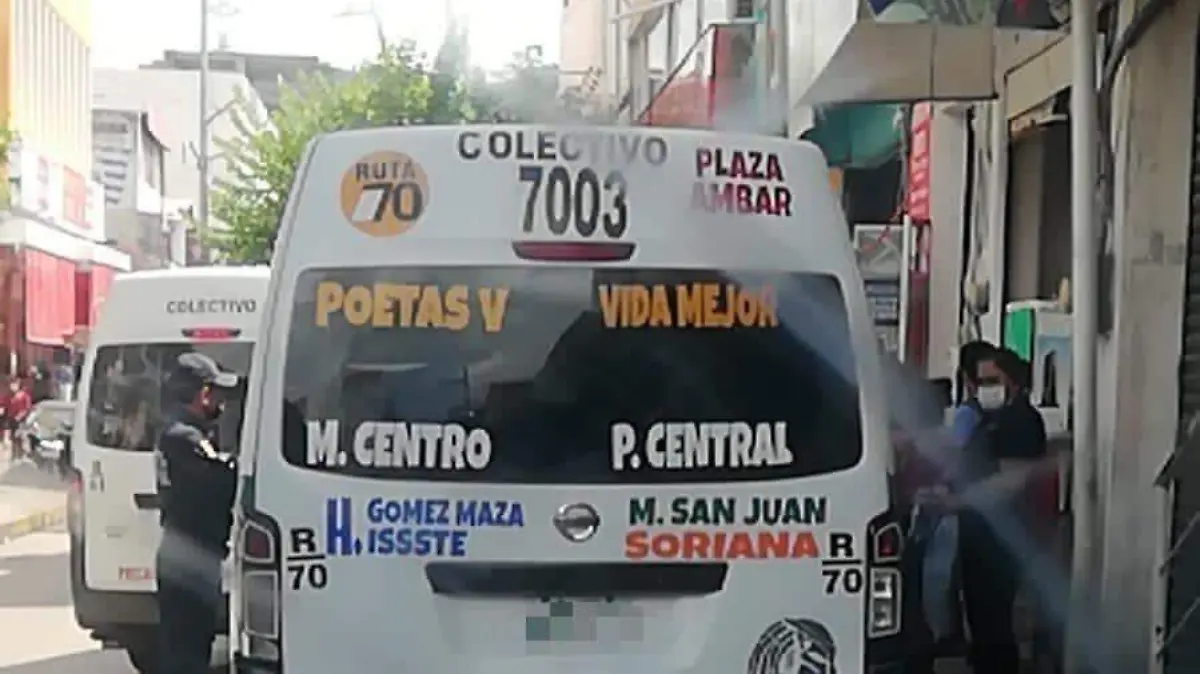 COLECTIVO
RUTA
70
7003
PLAZA
AMBAR
POETAS V
VIDA MEJOR
M. CENTRO
P. CENTRAL
H. GOMEZ MAZA
ISSSTE
M. SAN JUAN
SORIANA
R
70
R
70
COLECTIVO